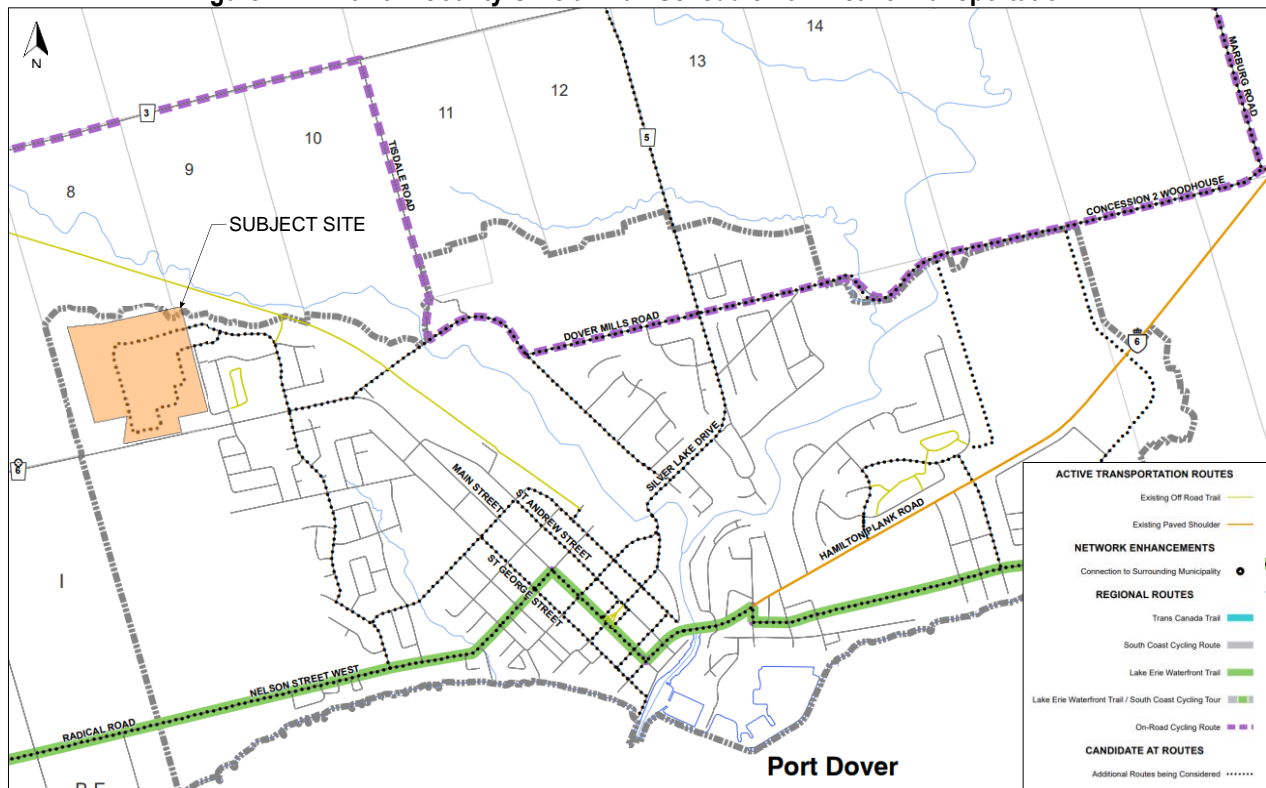 N
14
13
12
11
10
9
8
3
5
MARBURG ROAD
TISDALE ROAD
CONCESSION 2 WOODHOUSE
SUBJECT SITE
DOVER MILLS ROAD
6
SILVER LAKE DRIVE
MAIN STREET
ST ANDREW STREET
ST GEORGE STREET
HAMILTON PLANK ROAD
6
I
NELSON STREET WEST
RADICAL ROAD
Port Dover
ACTIVE TRANSPORTATION ROUTES
Existing Off Road Trail
Existing Paved Shoulder
NETWORK ENHANCEMENTS
Connection to Surrounding Municipality
REGIONAL ROUTES
Trans Canada Trail
South Coast Cycling Route
Lake Erie Waterfront Trail
Lake Erie Waterfront Trail / South Coast Cycling Tour
On-Road Cycling Route
CANDIDATE AT ROUTES
Additional Routes being Considered